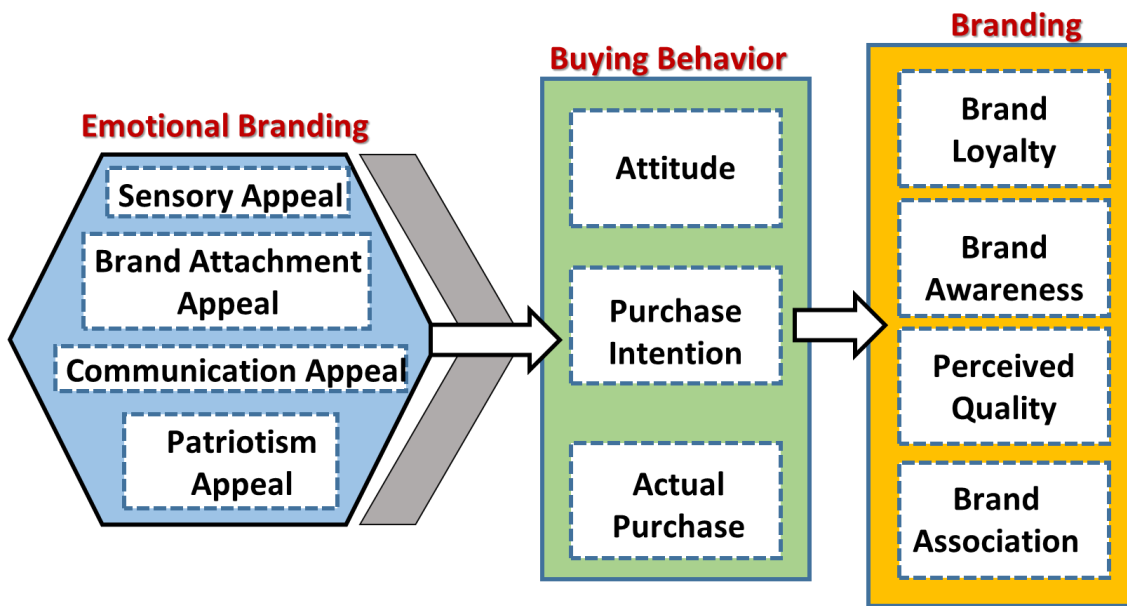 Emotional Branding
Sensory Appeal
Brand Attachment
Appeal
Communication Appeal
Patriotism
Appeal
Buying Behavior
Attitude
Purchase
Intention
Actual
Purchase
Branding
Brand
Loyalty
Brand
Awareness
Perceived
Quality
Brand
Association